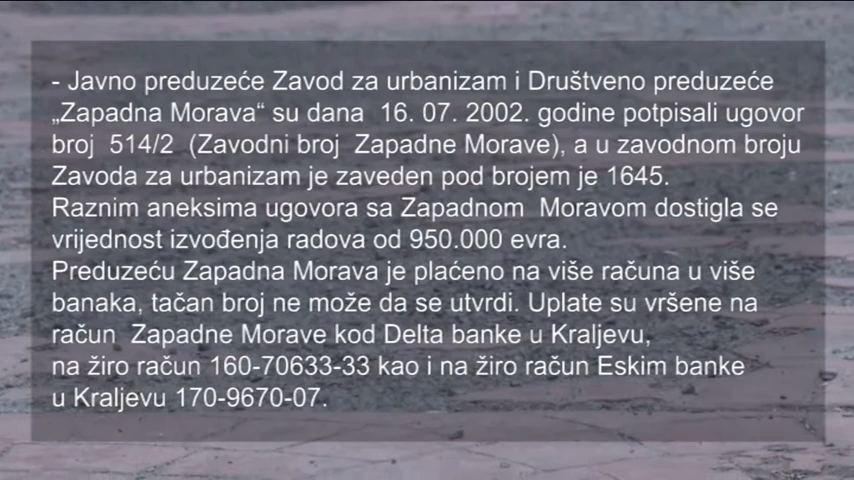 - Javno preduzeće Zavod za urbanizam i Društveno preduzeće
„Zapadna Morava“ su dana 16. 07. 2002. godine potpisali ugovor
broj 514/2 (Zavodni broj Zapadne Morave), a u zavodnom broju
Zavoda za urbanizam je zaveden pod brojem je 1645.
Raznim aneksima ugovora sa Zapadnom Moravom dostigla se
vrijednost izvođenja radova od 950.000 evra.
Preduzeću Zapadna Morava je plaćeno na više računa u više
banaka, tačan broj ne može da se utvrdi. Uplate su vršene na
račun Zapadne Morave kod Delta banke u Kraljevu,
na žiro račun 160-70633-33 kao i na žiro račun Eskim banke
u Kraljevu 170-9670-07.